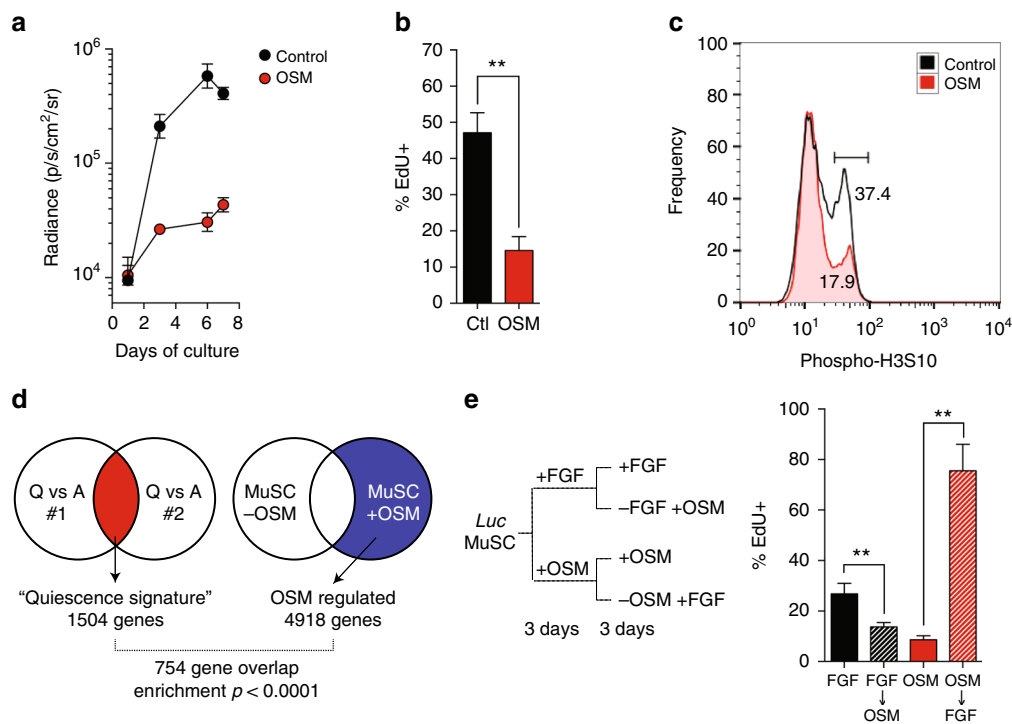 a
10^6
10^5
10^4
Radiance (p/s/cm²/sr)
0 2 4 6 8
Days of culture
Control
OSM
b
70
60
50
40
30
20
10
0
% EdU+
**
Ctl OSM
c
100
80
60
40
20
0
Frequency
Control
OSM
37.4
17.9
10^0 10^1 10^2 10^3 10^4
Phospho-H3S10
d
Q vs A
#1
Q vs A
#2
MuSC
–OSM
MuSC
+OSM
“Quiescence signature”
1504 genes
OSM regulated
4918 genes
754 gene overlap
enrichment p < 0.0001
e
Luc
MuSC
+FGF
+OSM
+FGF
–FGF +OSM
+OSM
–OSM +FGF
3 days 3 days
100
80
60
40
20
0
% EdU+
**
**
FGF FGF OSM OSM
↓ ↓
OSM FGF